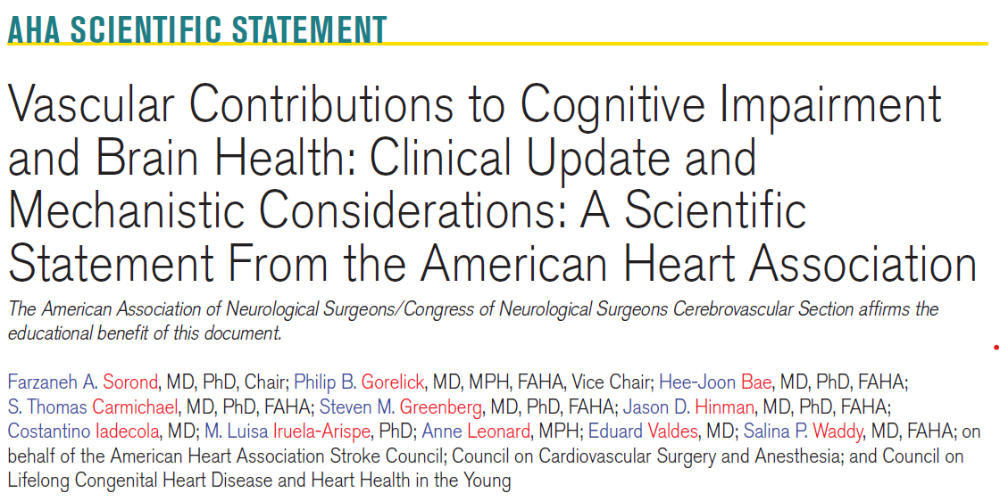 AHA SCIENTIFIC STATEMENT
Vascular Contributions to Cognitive Impairment
and Brain Health: Clinical Update and
Mechanistic Considerations: A Scientific
Statement From the American Heart Association
The American Association of Neurological Surgeons/Congress of Neurological Surgeons Cerebrovascular Section affirms the
educational benefit of this document.
Farzaneh A. Sorond, MD, PhD, Chair; Philip B. Gorelick, MD, MPH, FAHA, Vice Chair; Hee-Joon Bae, MD, PhD, FAHA;
S. Thomas Carmichael, MD, PhD, FAHA; Steven M. Greenberg, MD, PhD, FAHA; Jason D. Hinman, MD, PhD, FAHA;
Costantino Iadecola, MD; M. Luisa Iruela-Arispe, PhD; Anne Leonard, MPH; Eduard Valdes, MD; Salina P. Waddy, MD, FAHA; on
behalf of the American Heart Association Stroke Council; Council on Cardiovascular Surgery and Anesthesia; and Council on
Lifelong Congenital Heart Disease and Heart Health in the Young